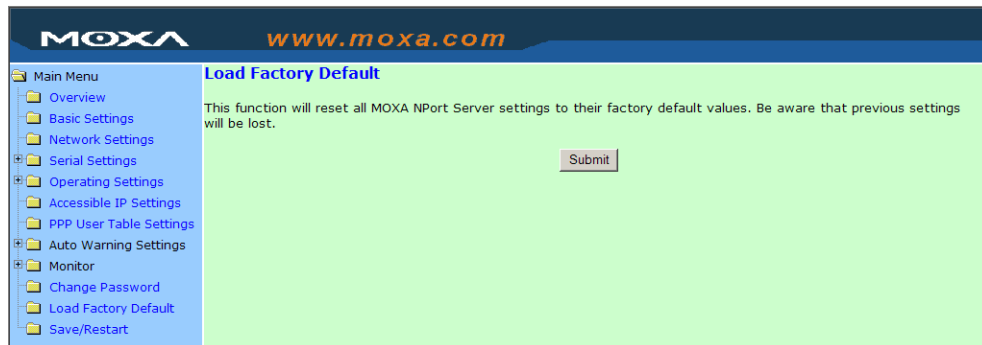 MOXA
www.moxa.com
Main Menu
Overview
Basic Settings
Network Settings
Serial Settings
Operating Settings
Accessible IP Settings
PPP User Table Settings
Auto Warning Settings
Monitor
Change Password
Load Factory Default
Save/Restart
Load Factory Default
This function will reset all MOXA NPort Server settings to their factory default values. Be aware that previous settings
will be lost.
Submit